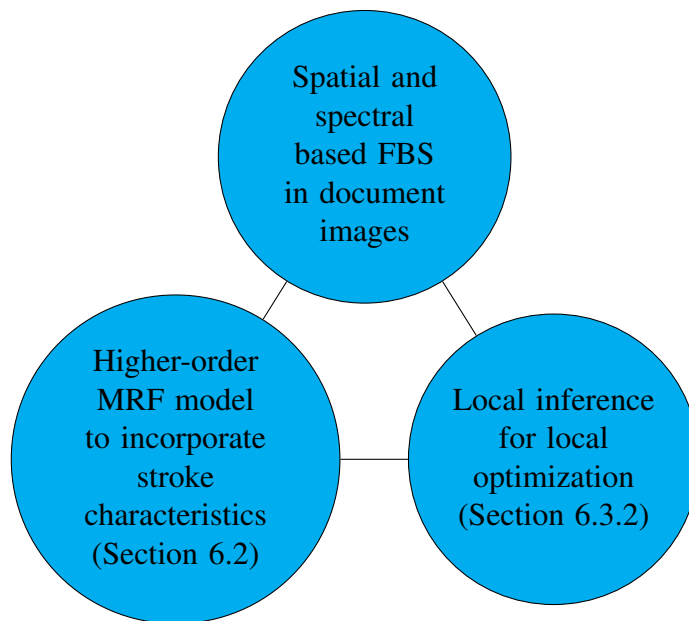 Spatial and
spectral
based FBS
in document
images
Higher-order
MRF model
to incorporate
stroke
characteristics
(Section 6.2)
Local inference
for local
optimization
(Section 6.3.2)